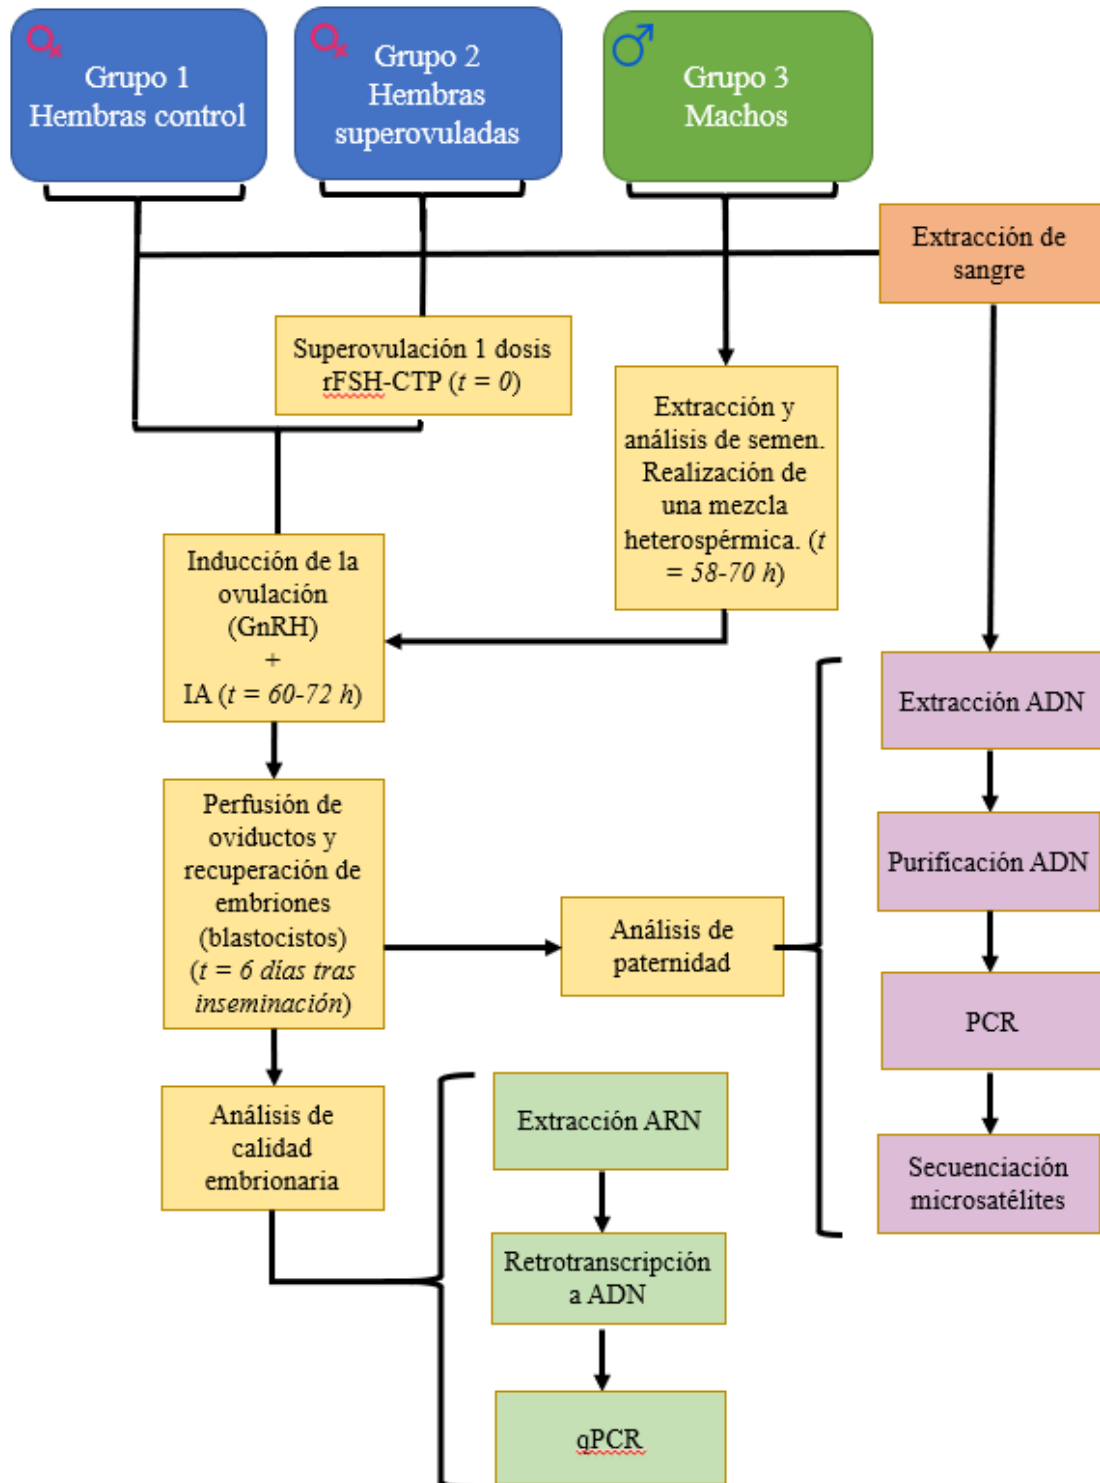 Grupo 1
Hembras control
Grupo 2
Hembras
superovuladas
Grupo 3
Machos
Extracción de
sangre
Superovulación 1 dosis
rFSH-CTP (t = 0)
Extracción y
análisis de semen.
Realización de
una mezcla
heterospérmica. (t
= 58-70 h)
Inducción de la
ovulación
(GnRH)
+
IA (t = 60-72 h)
Extracción ADN
Perfusión de
oviductos y
recuperación de
embriones
(blastocistos)
(t = 6 días tras
inseminación)
Purificación ADN
Análisis de
paternidad
PCR
Análisis de
calidad
embrionaria
Extracción ARN
Secuenciación
microsatélites
Retrotranscripción
a ADN
qPCR